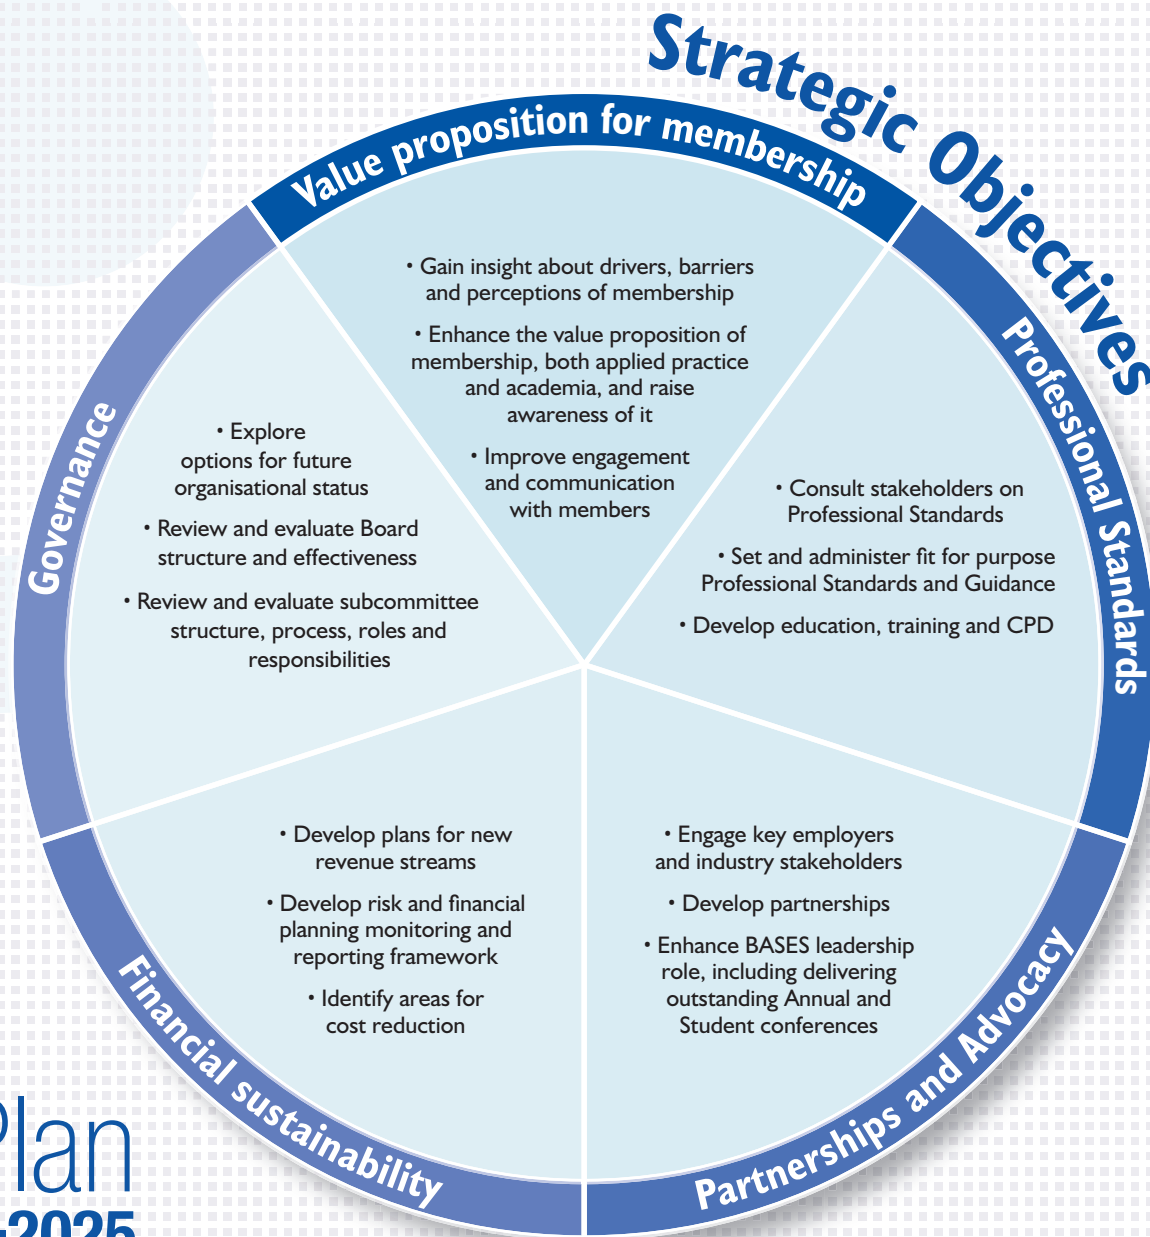 Strategic Objectives
Value proposition for membership
• Gain insight about drivers, barriers
and perceptions of membership
• Enhance the value proposition of
membership, both applied practice
and academia, and raise
awareness of it
• Improve engagement
and communication
with members
Professional Standards
• Consult stakeholders on
Professional Standards
• Set and administer fit for purpose
Professional Standards and Guidance
• Develop education, training and CPD
Partnerships and Advocacy
• Engage key employers
and industry stakeholders
• Develop partnerships
• Enhance BASES leadership
role, including delivering
outstanding Annual and
Student conferences
Financial sustainability
• Develop plans for new
revenue streams
• Develop risk and financial
planning monitoring and
reporting framework
• Identify areas for
cost reduction
Governance
• Explore
options for future
organisational status
• Review and evaluate Board
structure and effectiveness
• Review and evaluate subcommittee
structure, process, roles and
responsibilities
Plan
-2025